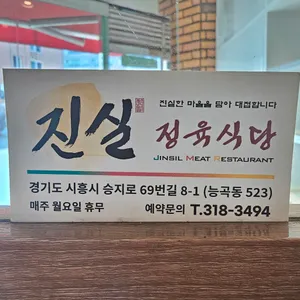 진실한 마음 담아 대접합니다
진실 정육식당
JINSIL MEAT RESTAURANT
경기도 시흥시 승지로 69번길 8-1 (능곡동 523)
매주 월요일 휴무 예약문의 T.318-3494